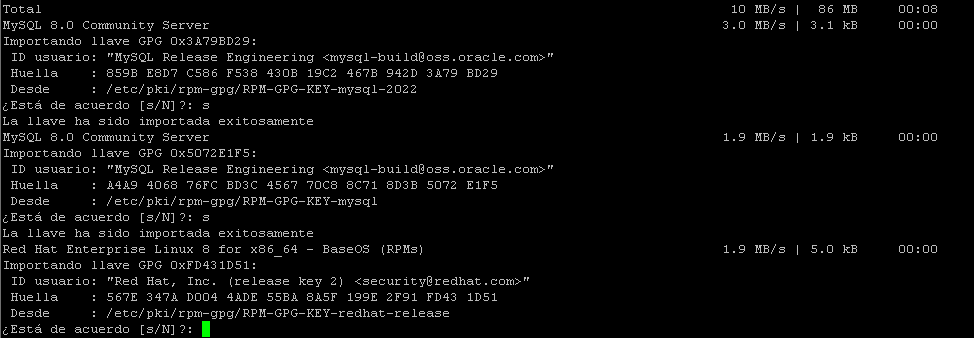 Total 10 MB/s | 86 MB 00:08
MySQL 8.0 Community Server 3.0 MB/s | 3.1 kB 00:00
Importando llave GPG 0x3A79BD29:
ID usuario: "MySQL Release Engineering <mysql-build@oss.oracle.com>"
Huella : 859B E8D7 C586 F538 430B 19C2 467B 942D 3A79 BD29
Desde : /etc/pki/rpm-gpg/RPM-GPG-KEY-mysql-2022
¿Está de acuerdo [s/N]?: s
La llave ha sido importada exitosamente
MySQL 8.0 Community Server 1.9 MB/s | 1.9 kB 00:00
Importando llave GPG 0x5072E1F5:
ID usuario: "MySQL Release Engineering <mysql-build@oss.oracle.com>"
Huella : A4A9 4068 76FC BD3C 4567 70C8 8C71 8D3B 5072 E1F5
Desde : /etc/pki/rpm-gpg/RPM-GPG-KEY-mysql
¿Está de acuerdo [s/N]?: s
La llave ha sido importada exitosamente
Red Hat Enterprise Linux 8 for x86_64 - BaseOS (RPMs) 1.9 MB/s | 5.0 kB 00:00
Importando llave GPG 0xFD431D51:
ID usuario: "Red Hat, Inc. (release key 2) <security@redhat.com>"
Huella : 567E 347A D004 4ADE 55BA 8A5F 199E 2F91 FD43 1D51
Desde : /etc/pki/rpm-gpg/RPM-GPG-KEY-redhat-release
¿Está de acuerdo [s/N]?: